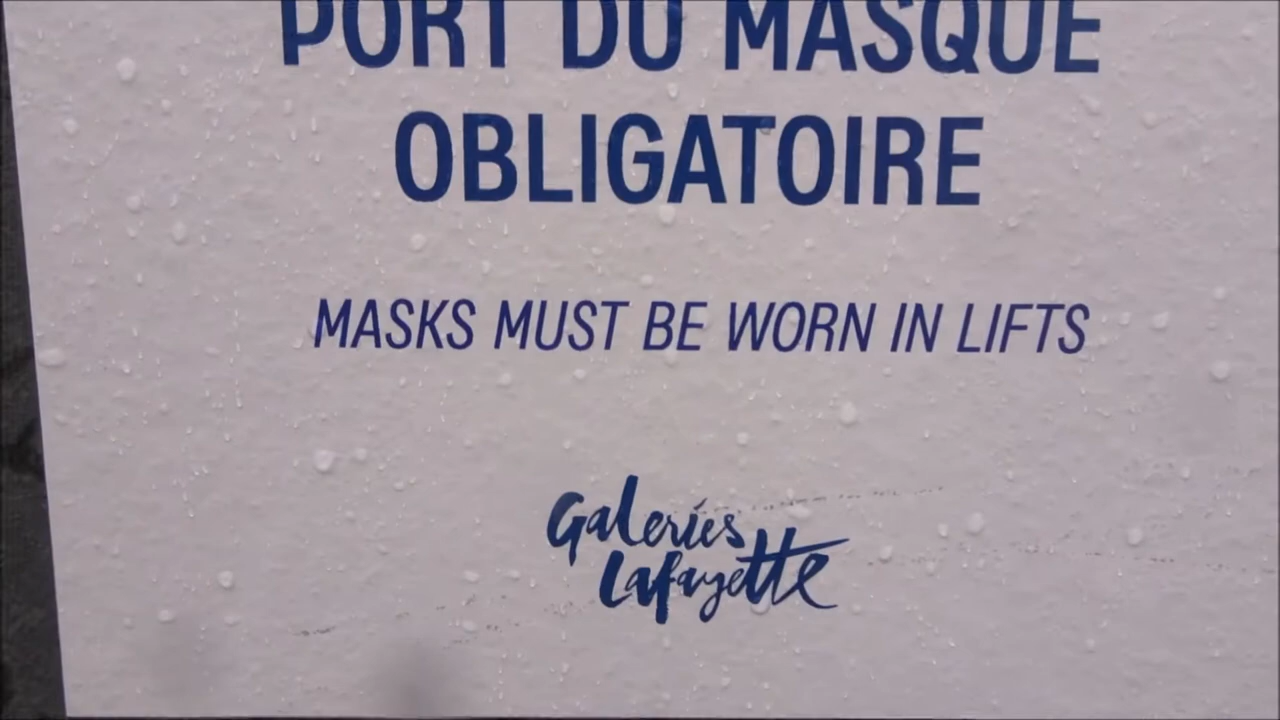 PORT DU MASQUE
OBLIGATOIRE
MASKS MUST BE WORN IN LIFTS
Galeries
Lafayette